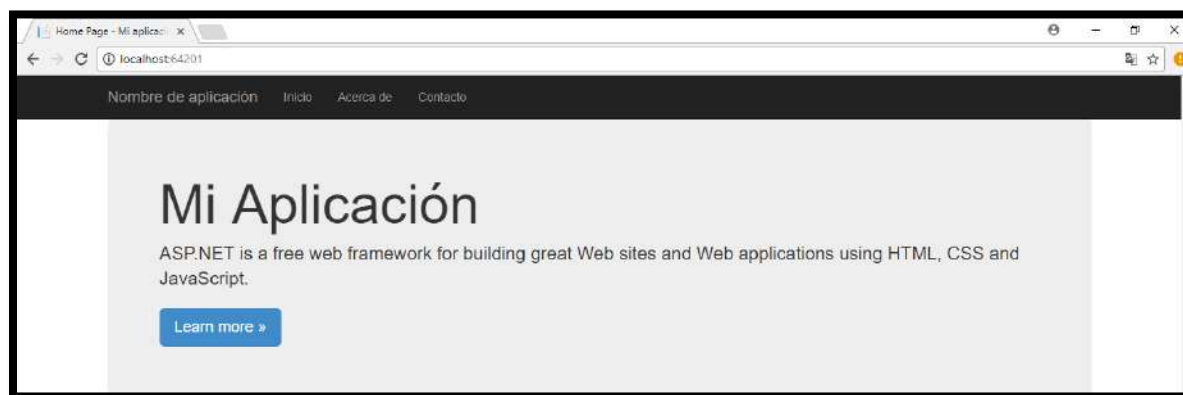 Home Page - Mi aplicac
localhost:64201
Nombre de aplicación Inicio Acerca de Contacto
Mi Aplicación
ASP.NET is a free web framework for building great Web sites and Web applications using HTML, CSS and
JavaScript.
Learn more »